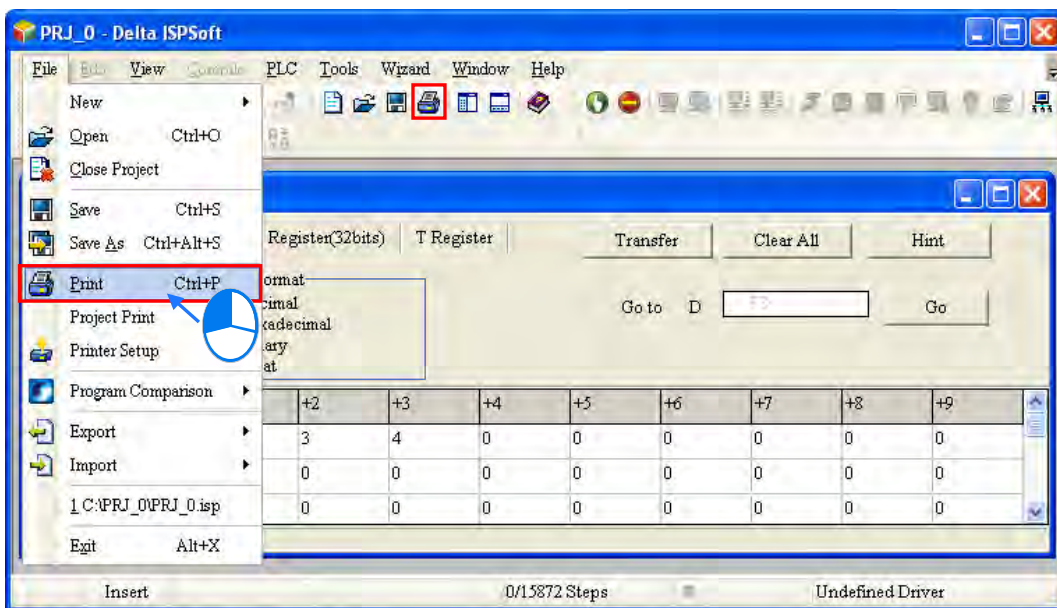 PRJ_0 - Delta ISPSoft
File Edit View Compile PLC Tools Wizard Window Help
New
Open Ctrl+O
Close Project
Save Ctrl+S
Save As Ctrl+Alt+S
Print Ctrl+P
Project Print
Printer Setup
Program Comparison
Export
Import
1 C:\PRJ_0\PRJ_0.isp
Exit Alt+X
Register(32bits) T Register Transfer Clear All Hint
ormat
cimal
xadecimal
ary
at
Go to D Go
+2 +3 +4 +5 +6 +7 +8 +9
3 4 0 0 0 0 0 0
0 0 0 0 0 0 0 0
0 0 0 0 0 0 0 0
Insert 0/15872 Steps Undefined Driver